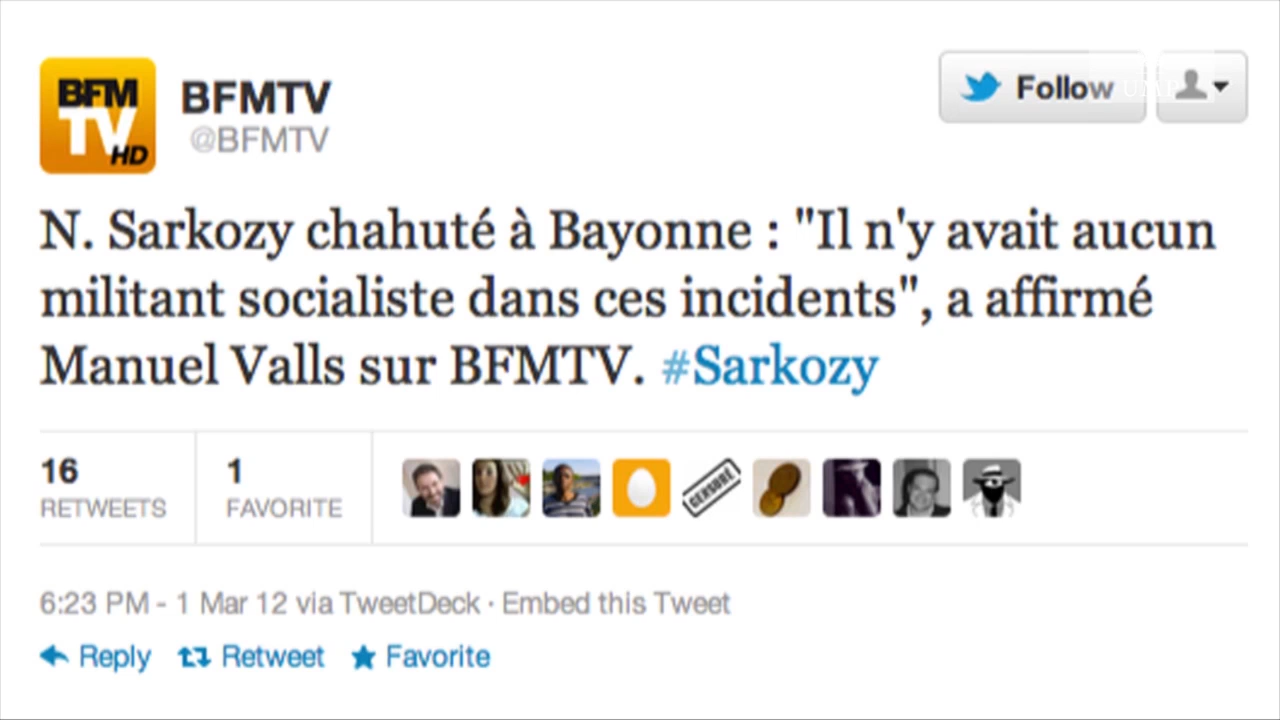 BFM
TV
HD
BFMTV
@BFMTV
Follow
UMP
N. Sarkozy chahuté à Bayonne : "Il n'y avait aucun
militant socialiste dans ces incidents", a affirmé
Manuel Valls sur BFMTV. #Sarkozy
16
RETWEETS
1
FAVORITE
CENSURÉ
6:23 PM - 1 Mar 12 via TweetDeck · Embed this Tweet
Reply Retweet Favorite